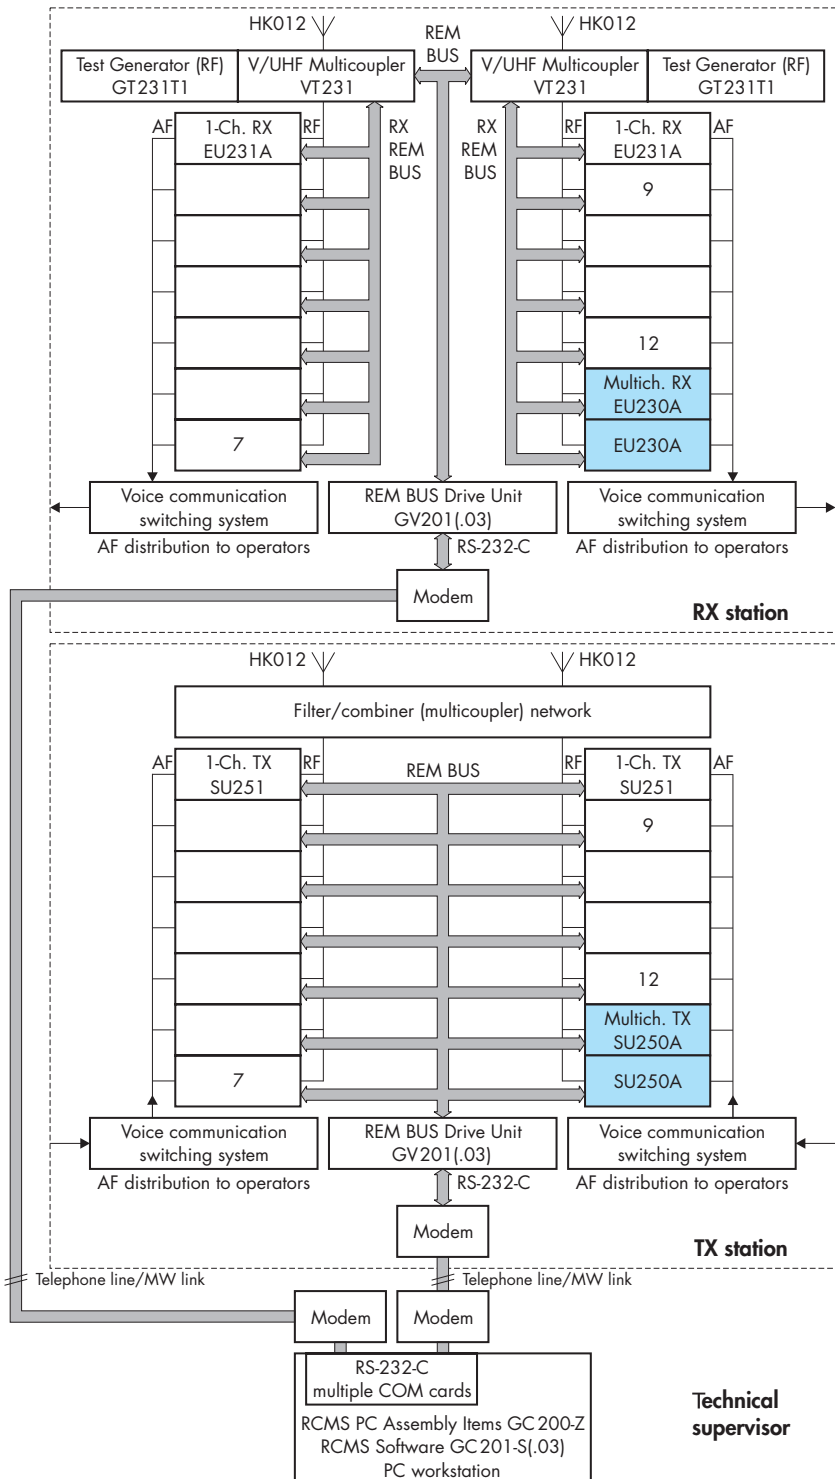 HK012
REM
BUS
HK012
Test Generator (RF)
GT231T1
V/UHF Multicoupler
VT231
V/UHF Multicoupler
VT231
Test Generator (RF)
GT231T1
AF
1-Ch. RX
EU231A
RF
RX
REM
BUS
RX
REM
BUS
RF
1-Ch. RX
EU231A
AF
9
12
Multich. RX
EU230A
7
EU230A
Voice communication
switching system
REM BUS Drive Unit
GV201(.03)
Voice communication
switching system
AF distribution to operators
RS-232-C
AF distribution to operators
Modem
RX station
HK012
HK012
Filter/combiner (multicoupler) network
AF
1-Ch. TX
SU251
RF
REM BUS
RF
1-Ch. TX
SU251
AF
9
12
Multich. TX
SU250A
7
SU250A
Voice communication
switching system
REM BUS Drive Unit
GV201(.03)
Voice communication
switching system
AF distribution to operators
RS-232-C
AF distribution to operators
Modem
TX station
Telephone line/MW link
Telephone line/MW link
Modem
Modem
RS-232-C
multiple COM cards
RCMS PC Assembly Items GC200-Z
RCMS Software GC201-S(.03)
PC workstation
Technical
supervisor